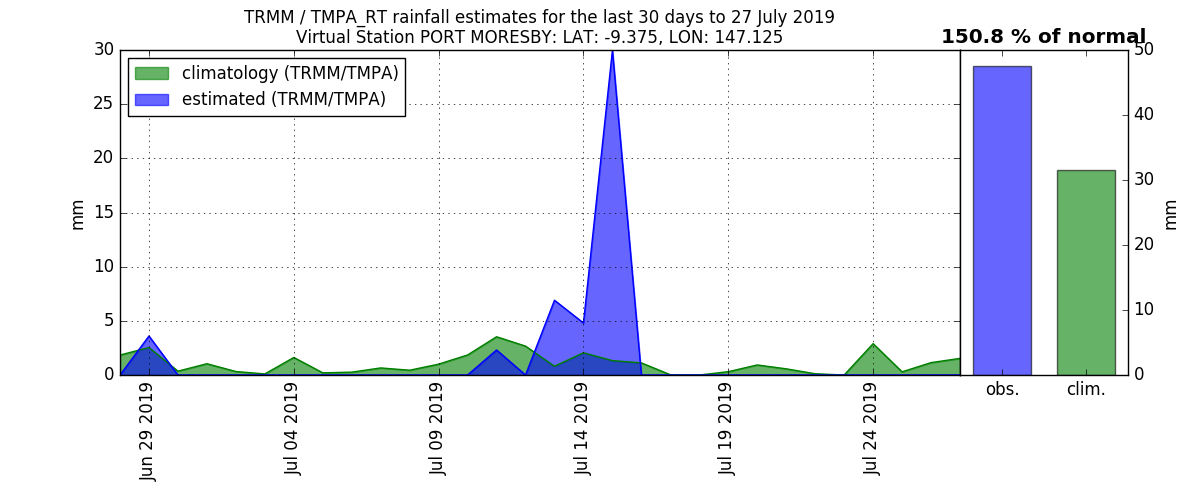 TRMM / TMPA_RT rainfall estimates for the last 30 days to 27 July 2019
Virtual Station PORT MORESBY: LAT: -9.375, LON: 147.125
150.8 % of normal
climatology (TRMM/TMPA)
estimated (TRMM/TMPA)
30
25
20
15
10
5
0
mm
Jun 29 2019
Jul 04 2019
Jul 09 2019
Jul 14 2019
Jul 19 2019
Jul 24 2019
50
40
30
20
10
0
mm
obs.
clim.